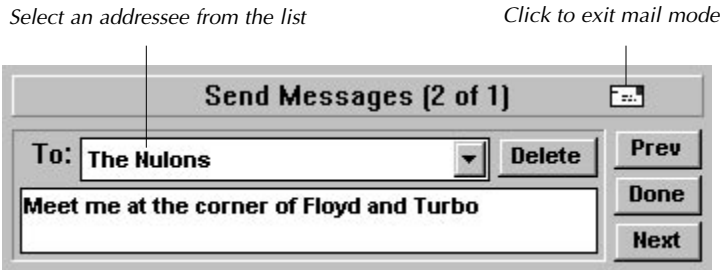 Select an addressee from the list
Click to exit mail mode
Send Messages (2 of 1)
To: The Nulons Delete Prev
Meet me at the corner of Floyd and Turbo
Done
Next